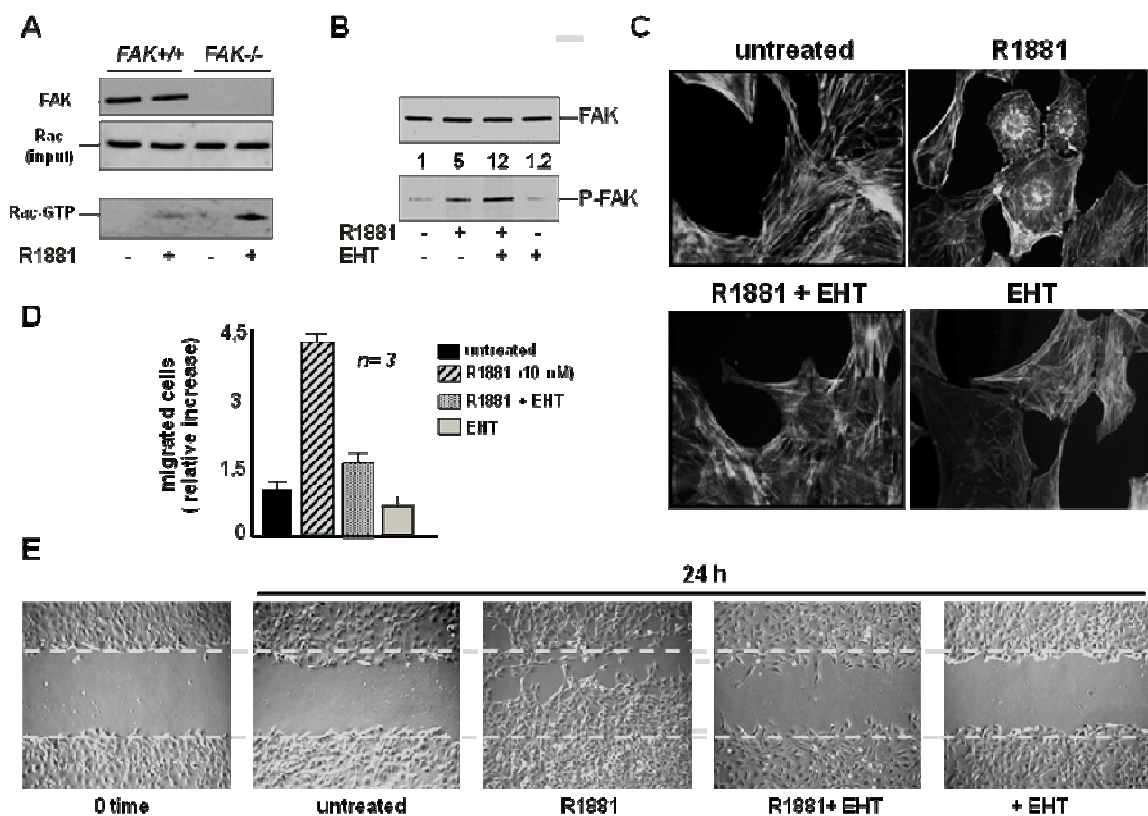 A
FAK+/+ FAK-/-
FAK
Rac
(input)
Rac-GTP
R1881 - + - +
B
FAK
1 5 12 1,2
P-FAK
R1881 - + + -
EHT - - + +
C
untreated R1881
R1881 + EHT EHT
D
migrated cells
( relative increase)
4,5
3
1,5
0
n=3
untreated
R1881 (10 nM)
R1881 + EHT
EHT
E
24 h
0 time untreated R1881 R1881+ EHT + EHT